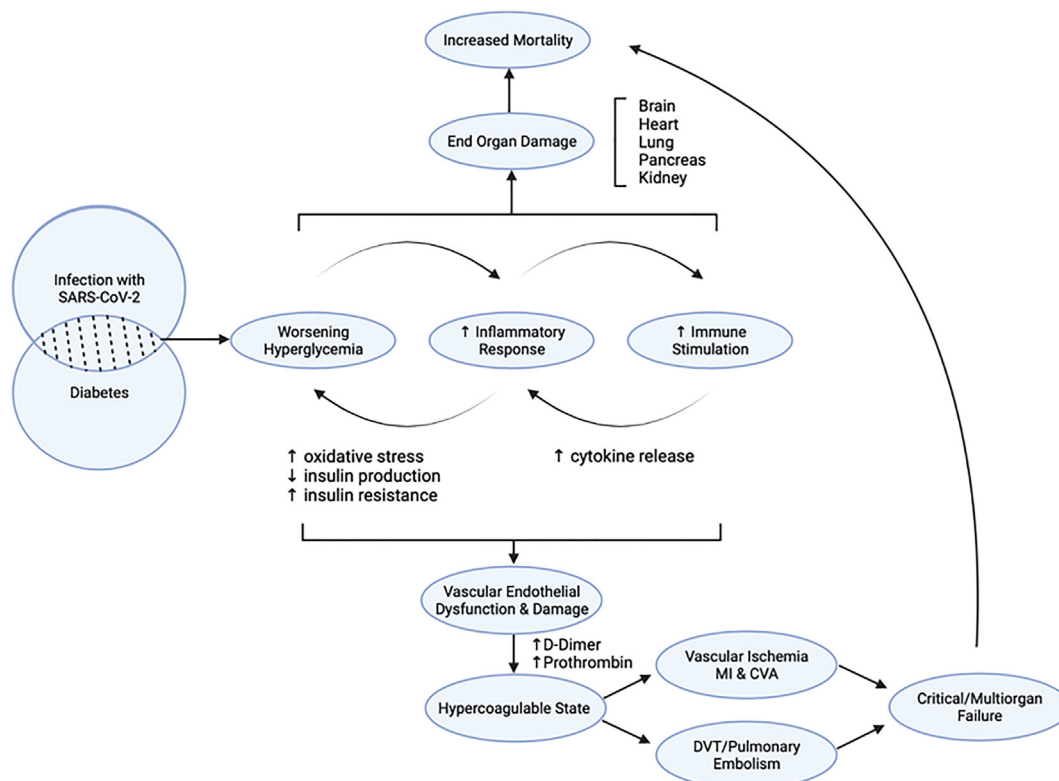 Increased Mortality
End Organ Damage
Brain
Heart
Lung
Pancreas
Kidney
Infection with
SARS-CoV-2
Diabetes
Worsening
Hyperglycemia
↑ Inflammatory
Response
↑ Immune
Stimulation
↑ oxidative stress
↓ insulin production
↑ insulin resistance
↑ cytokine release
Vascular Endothelial
Dysfunction & Damage
↑D-Dimer
↑Prothrombin
Hypercoagulable State
Vascular Ischemia
MI & CVA
DVT/Pulmonary
Embolism
Critical/Multiorgan
Failure